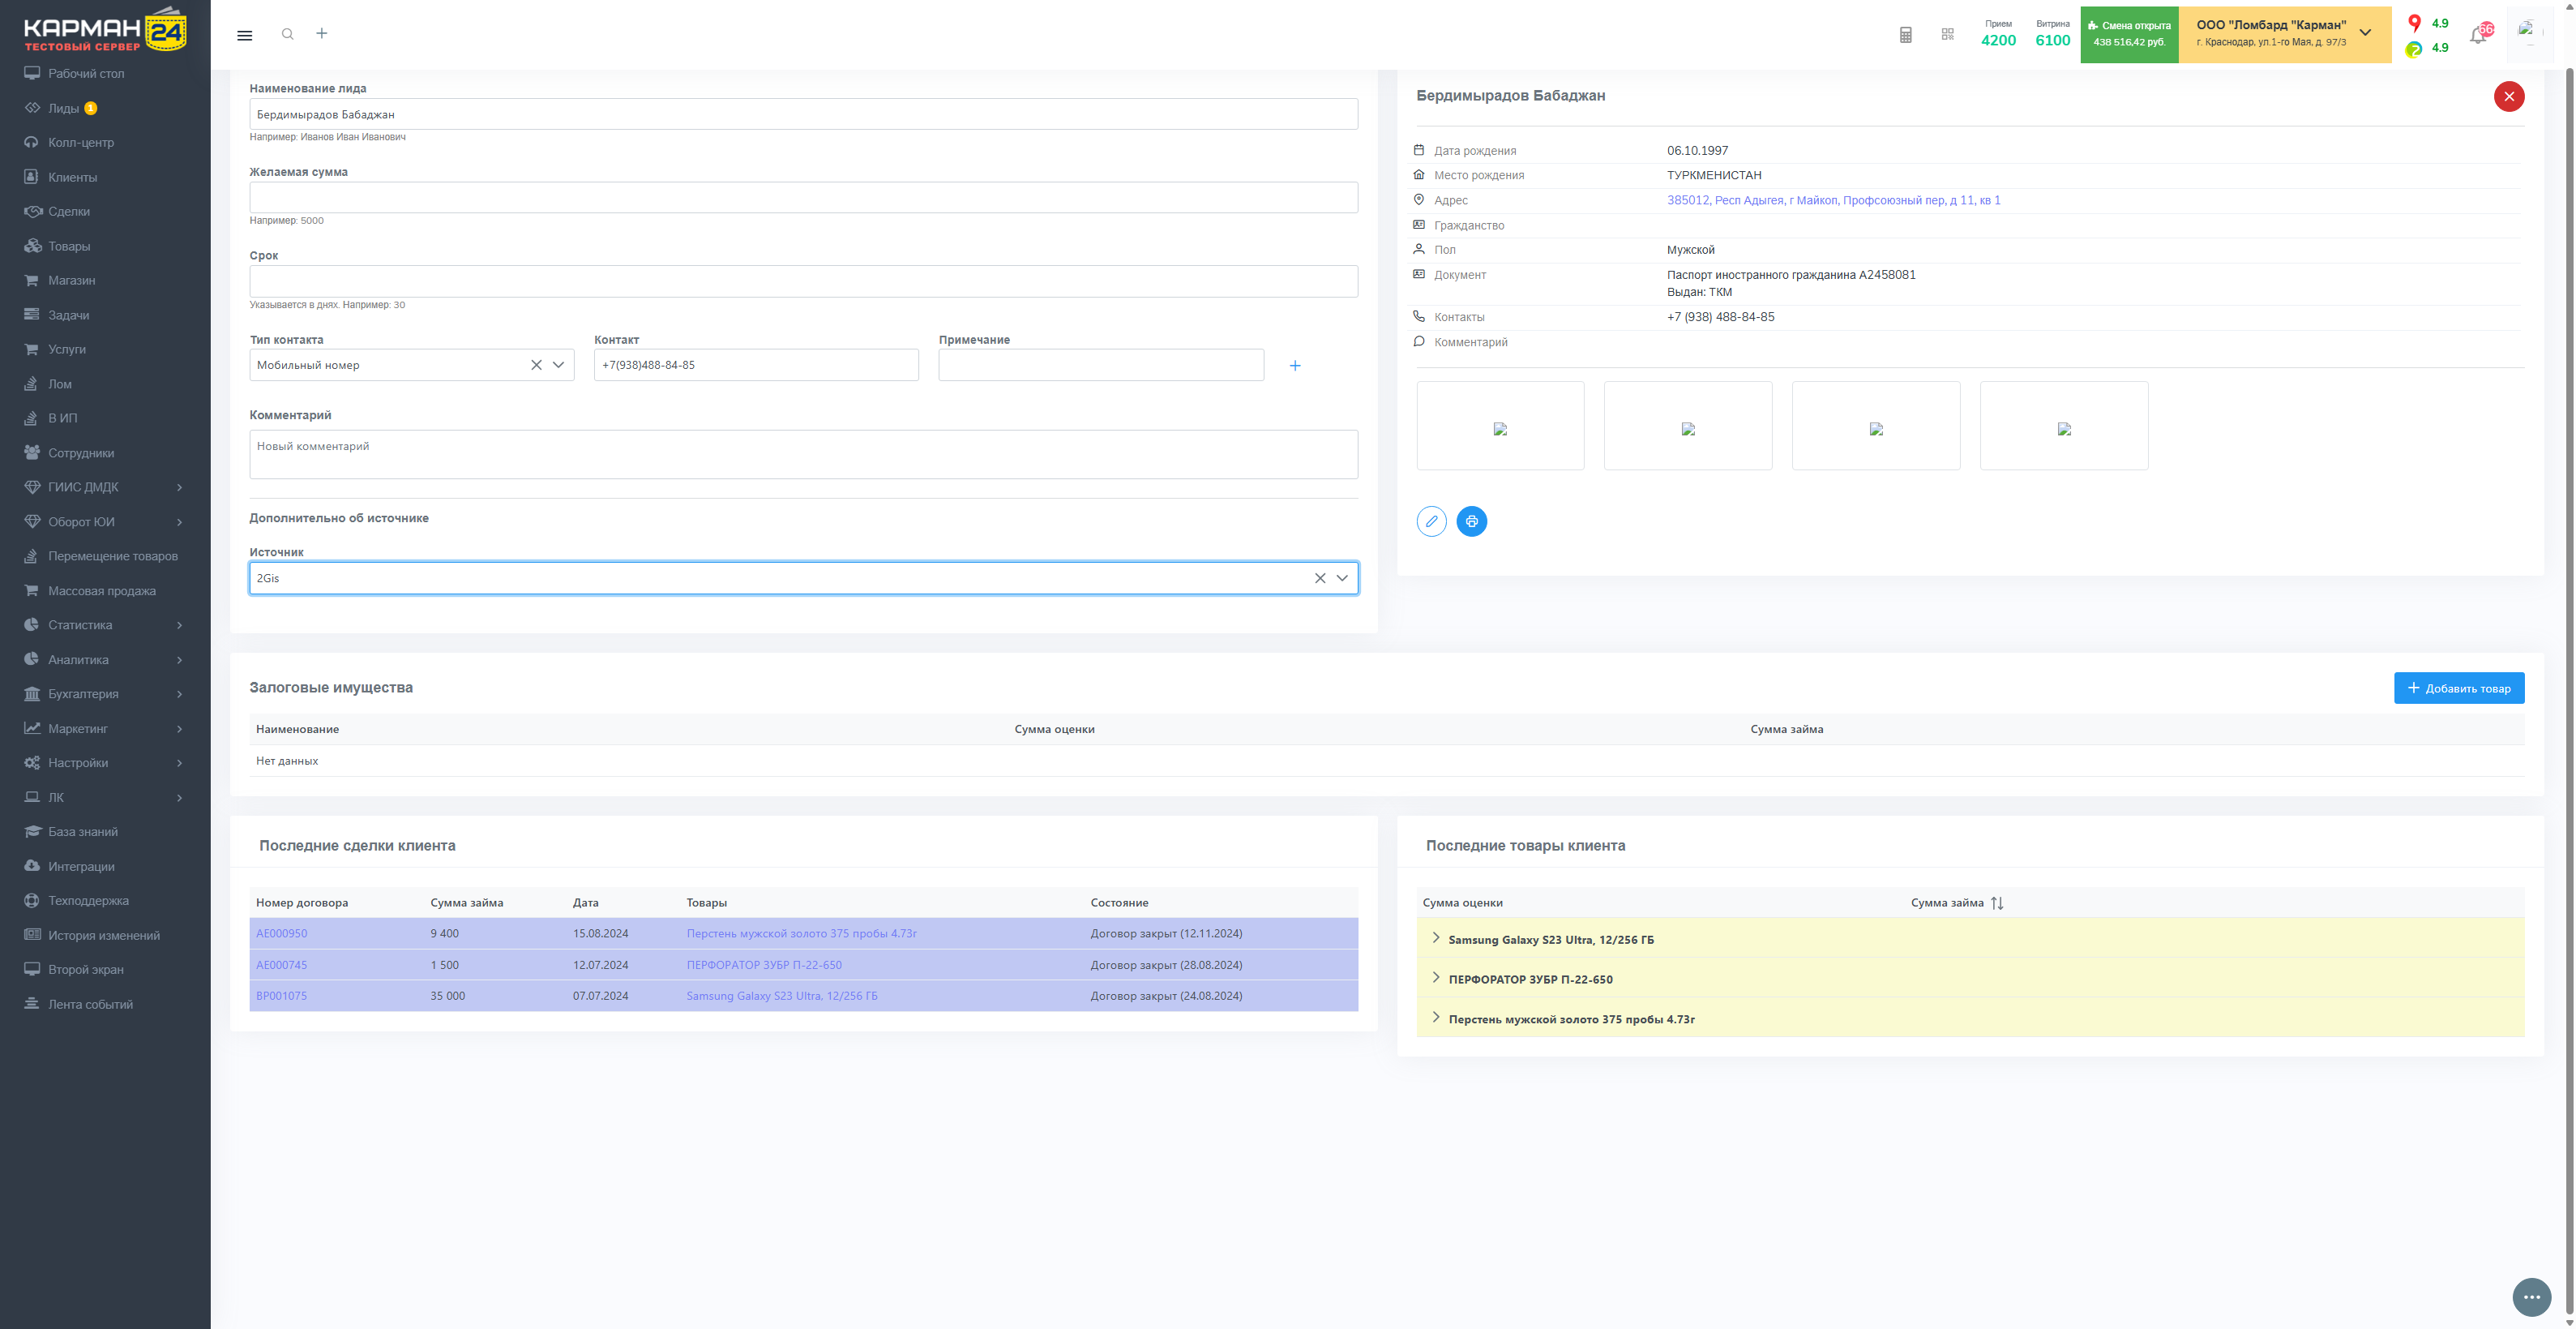 КАРМАН 24
ТЕСТОВЫЙ СЕРВЕР
Рабочий стол
Лиды 1
Колл-центр
Клиенты
Сделки
Товары
Магазин
Задачи
Услуги
Лом
В ИП
Сотрудники
ГИИС ДМДК
Оборот ЮИ
Перемещение товаров
Массовая продажа
Статистика
Аналитика
Бухгалтерия
Маркетинг
Настройки
ЛК
База знаний
Интеграции
Техподдержка
История изменений
Второй экран
Лента событий
Прием
4200
Витрина
6100
Смена открыта
438 516,42 руб.
ООО "Ломбард "Карман"
г. Краснодар, ул.1-го Мая, д. 97/3
4.9
4.9
Наименование лида
Бердимырадов Бабаджан
Например: Иванов Иван Иванович
Желаемая сумма
Например: 5000
Срок
Указывается в днях. Например: 30
Тип контакта Контакт Примечание
Мобильный номер +7(938)488-84-85
Комментарий
Новый комментарий
Дополнительно об источнике
Источник
2Gis
Бердимырадов Бабаджан
Дата рождения 06.10.1997
Место рождения ТУРКМЕНИСТАН
Адрес 385012, Респ Адыгея, г Майкоп, Профсоюзный пер, д 11, кв 1
Гражданство
Пол Мужской
Документ Паспорт иностранного гражданина А2458081
Выдан: ТКМ
Контакты +7 (938) 488-84-85
Комментарий
Залоговые имущества
Добавить товар
Наименование Сумма оценки Сумма займа
Нет данных
Последние сделки клиента
Номер договора Сумма займа Дата Товары Состояние
АЕ000950 9 400 15.08.2024 Перстень мужской золото 375 пробы 4.73г Договор закрыт (12.11.2024)
АЕ000745 1 500 12.07.2024 ПЕРФОРАТОР ЗУБР П-22-650 Договор закрыт (28.08.2024)
ВР001075 35 000 07.07.2024 Samsung Galaxy S23 Ultra, 12/256 ГБ Договор закрыт (24.08.2024)
Последние товары клиента
Сумма оценки Сумма займа
Samsung Galaxy S23 Ultra, 12/256 ГБ
ПЕРФОРАТОР ЗУБР П-22-650
Перстень мужской золото 375 пробы 4.73г